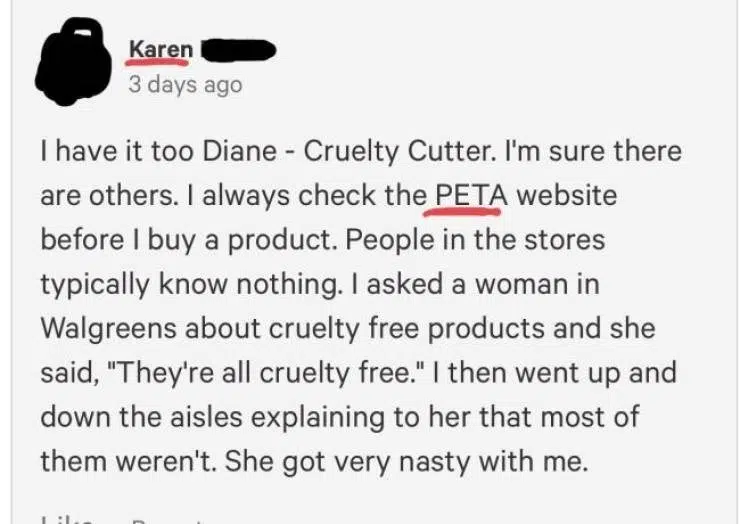 Karen
3 days ago
I have it too Diane - Cruelty Cutter. I'm sure there
are others. I always check the PETA website
before I buy a product. People in the stores
typically know nothing. I asked a woman in
Walgreens about cruelty free products and she
said, "They're all cruelty free." I then went up and
down the aisles explaining to her that most of
them weren't. She got very nasty with me.